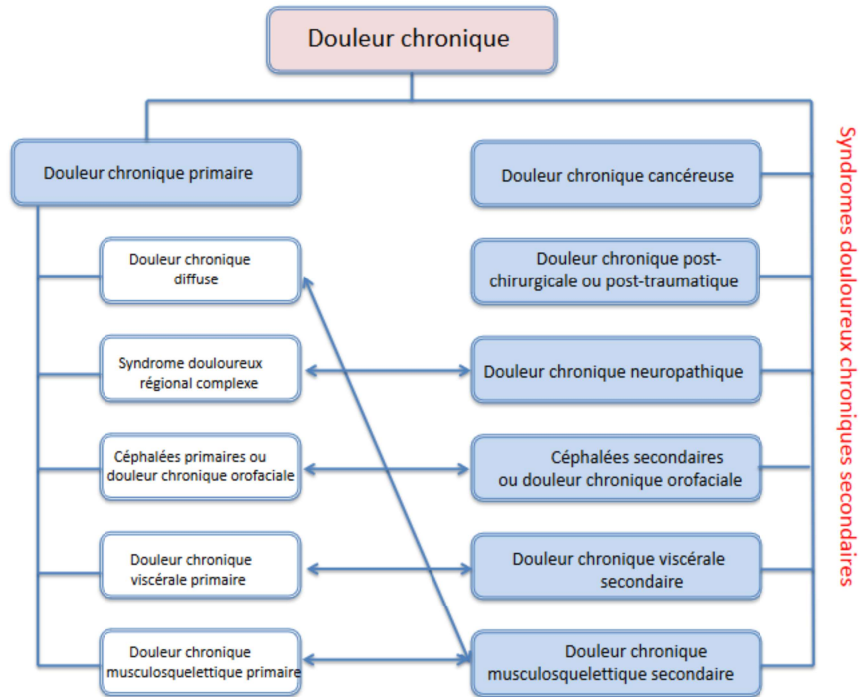 Douleur chronique
Douleur chronique primaire
Douleur chronique
diffuse
Syndrome douloureux
régional complexe
Céphalées primaires ou
douleur chronique orofaciale
Douleur chronique
viscérale primaire
Douleur chronique
musculosquelettique primaire
Douleur chronique cancéreuse
Douleur chronique post-
chirurgicale ou post-traumatique
Douleur chronique neuropathique
Céphalées secondaires
ou douleur chronique orofaciale
Douleur chronique viscérale
secondaire
Douleur chronique
musculosquelettique secondaire
Syndromes douloureux chroniques secondaires